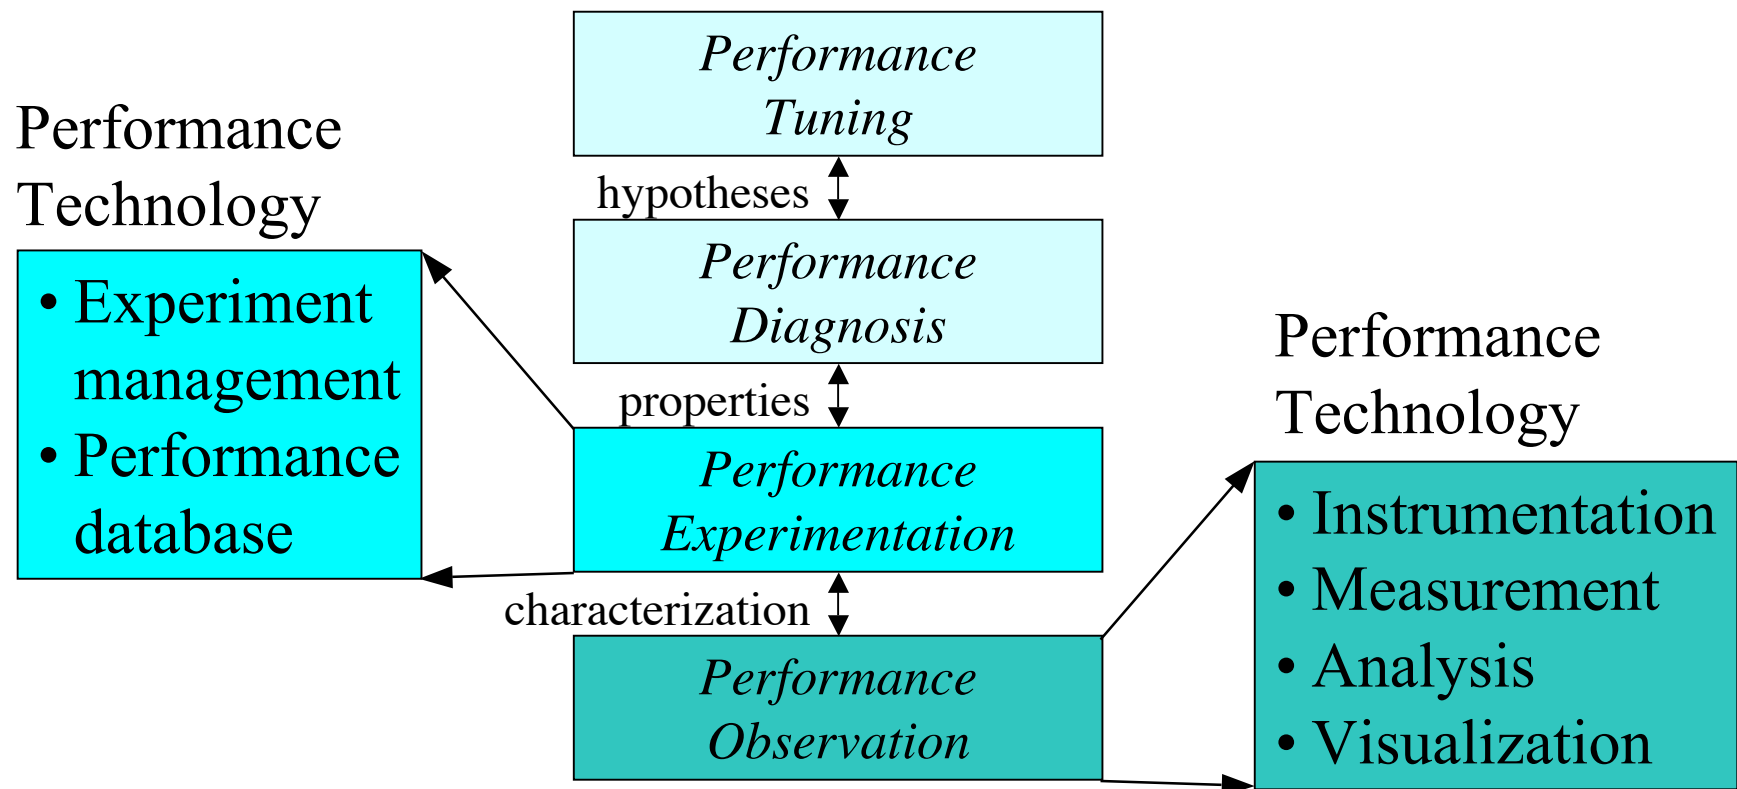 Performance
Technology
• Experiment
management
• Performance
database
Performance
Tuning
hypotheses
Performance
Diagnosis
properties
Performance
Experimentation
characterization
Performance
Observation
Performance
Technology
• Instrumentation
• Measurement
• Analysis
• Visualization